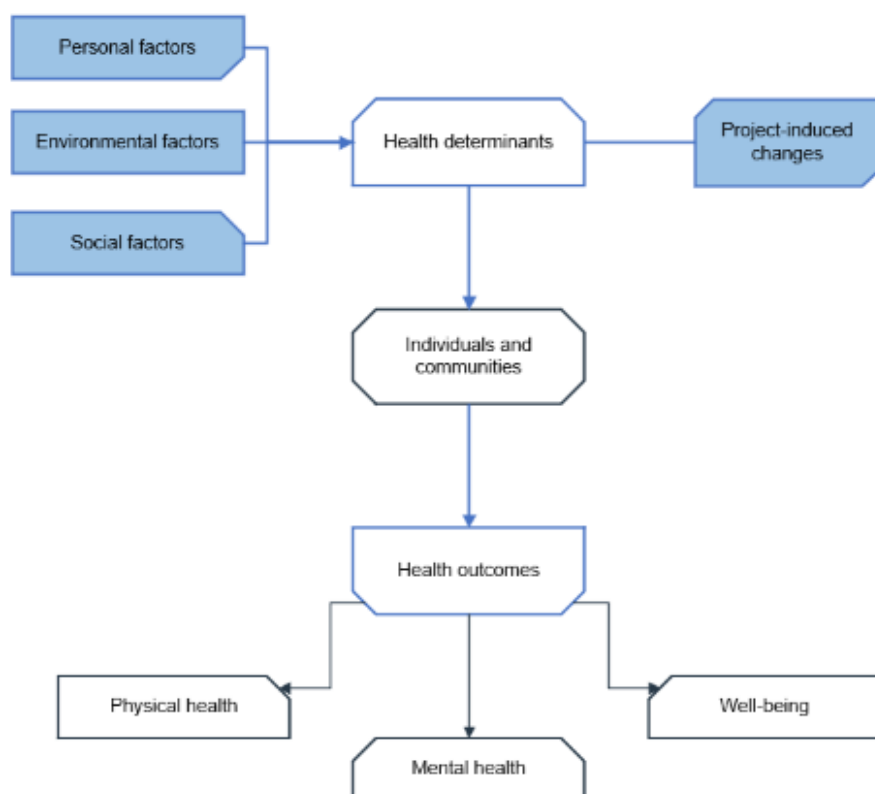 Personal factors
Environmental factors
Social factors
Health determinants
Project-induced
changes
Individuals and
communities
Health outcomes
Physical health
Mental health
Well-being